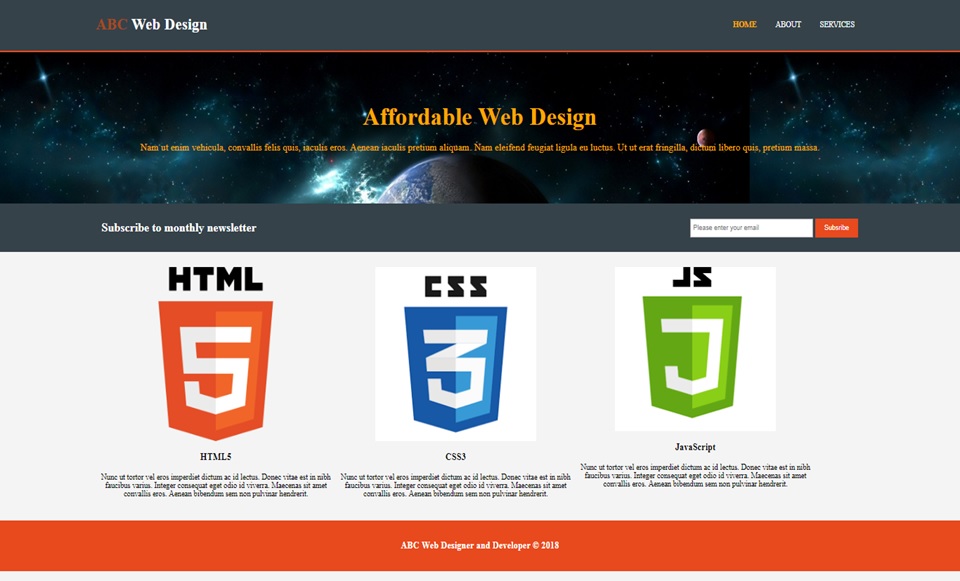 ABC Web Design
HOME ABOUT SERVICES
Affordable Web Design
Nam ut enim vehicula, convallis felis quis, iaculis eros. Aenean iaculis pretium aliquam. Nam eleifend feugiat ligula eu luctus. Ut ut erat fringilla, dictum libero quis, pretium massa.
Subscribe to monthly newsletter
Please enter your email
Subsribe
HTML
5
HTML5
Nunc ut tortor vel eros imperdiet dictum ac id lectus. Donec vitae est in nibh
faucibus varius. Integer consequat eget odio id viverra. Maecenas sit amet
convallis eros. Aenean bibendum sem non pulvinar hendrerit.
CSS
3
CSS3
Nunc ut tortor vel eros imperdiet dictum ac id lectus. Donec vitae est in nibh
faucibus varius. Integer consequat eget odio id viverra. Maecenas sit amet
convallis eros. Aenean bibendum sem non pulvinar hendrerit.
JS
J
JavaScript
Nunc ut tortor vel eros imperdiet dictum ac id lectus. Donec vitae est in nibh
faucibus varius. Integer consequat eget odio id viverra. Maecenas sit amet
convallis eros. Aenean bibendum sem non pulvinar hendrerit.
ABC Web Designer and Developer © 2018